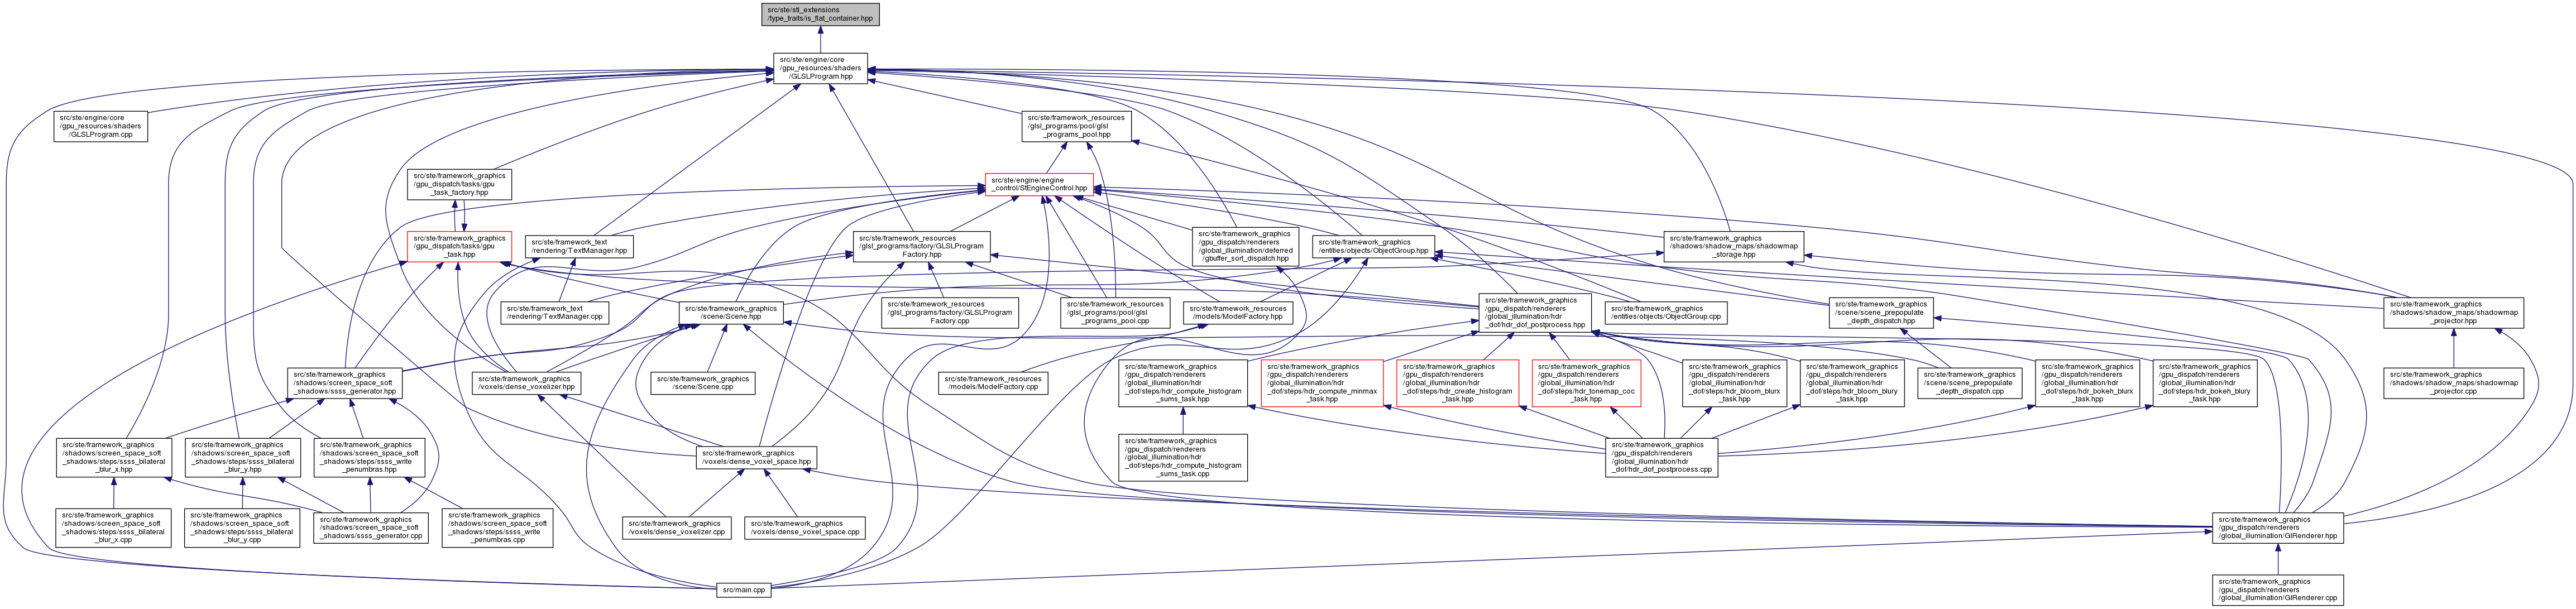 src/ste/stl_extensions
/type_traits/is_flat_container.hpp
src/ste/engine/core
/gpu_resources/shaders
/GLSLProgram.hpp
src/ste/engine/core
/gpu_resources/shaders
/GLSLProgram.cpp
src/ste/framework_resources
/glsl_programs/pool/glsl
_programs_pool.hpp
src/ste/framework_graphics
/gpu_dispatch/tasks/gpu
_task_factory.hpp
src/ste/engine/engine
_control/StEngineControl.hpp
src/ste/framework_graphics
/gpu_dispatch/tasks/gpu
_task.hpp
src/ste/framework_text
/rendering/TextManager.hpp
src/ste/framework_resources
/glsl_programs/factory/GLSLProgram
Factory.hpp
src/ste/framework_graphics
/gpu_dispatch/renderers
/global_illumination/deferred
/gbuffer_sort_dispatch.hpp
src/ste/framework_graphics
/entities/objects/ObjectGroup.hpp
src/ste/framework_graphics
/shadows/shadow_maps/shadowmap
_storage.hpp
src/ste/framework_text
/rendering/TextManager.cpp
src/ste/framework_graphics
/scene/Scene.hpp
src/ste/framework_resources
/glsl_programs/factory/GLSLProgram
Factory.cpp
src/ste/framework_resources
/glsl_programs/pool/glsl
_programs_pool.cpp
src/ste/framework_resources
/models/ModelFactory.hpp
src/ste/framework_graphics
/gpu_dispatch/renderers
/global_illumination/hdr
_dof/hdr_dof_postprocess.hpp
src/ste/framework_graphics
/entities/objects/ObjectGroup.cpp
src/ste/framework_graphics
/scene/scene_prepopulate
_depth_dispatch.hpp
src/ste/framework_graphics
/shadows/shadow_maps/shadowmap
_projector.hpp
src/ste/framework_graphics
/shadows/screen_space_soft
_shadows/ssss_generator.hpp
src/ste/framework_graphics
/voxels/dense_voxelizer.hpp
src/ste/framework_graphics
/scene/Scene.cpp
src/ste/framework_resources
/models/ModelFactory.cpp
src/ste/framework_graphics
/gpu_dispatch/renderers
/global_illumination/hdr
_dof/steps/hdr_compute_histogram
_sums_task.hpp
src/ste/framework_graphics
/gpu_dispatch/renderers
/global_illumination/hdr
_dof/steps/hdr_compute_minmax
_task.hpp
src/ste/framework_graphics
/gpu_dispatch/renderers
/global_illumination/hdr
_dof/steps/hdr_create_histogram
_task.hpp
src/ste/framework_graphics
/gpu_dispatch/renderers
/global_illumination/hdr
_dof/steps/hdr_tonemap_coc
_task.hpp
src/ste/framework_graphics
/gpu_dispatch/renderers
/global_illumination/hdr
_dof/steps/hdr_bloom_blurx
_task.hpp
src/ste/framework_graphics
/gpu_dispatch/renderers
/global_illumination/hdr
_dof/steps/hdr_bloom_blury
_task.hpp
src/ste/framework_graphics
/scene/scene_prepopulate
_depth_dispatch.cpp
src/ste/framework_graphics
/gpu_dispatch/renderers
/global_illumination/hdr
_dof/steps/hdr_bokeh_blurx
_task.hpp
src/ste/framework_graphics
/gpu_dispatch/renderers
/global_illumination/hdr
_dof/steps/hdr_bokeh_blury
_task.hpp
src/ste/framework_graphics
/shadows/shadow_maps/shadowmap
_projector.cpp
src/ste/framework_graphics
/shadows/screen_space_soft
_shadows/steps/ssss_bilateral
_blur_x.hpp
src/ste/framework_graphics
/shadows/screen_space_soft
_shadows/steps/ssss_bilateral
_blur_y.hpp
src/ste/framework_graphics
/shadows/screen_space_soft
_shadows/steps/ssss_write
_penumbras.hpp
src/ste/framework_graphics
/voxels/dense_voxel_space.hpp
src/ste/framework_graphics
/gpu_dispatch/renderers
/global_illumination/hdr
_dof/steps/hdr_compute_histogram
_sums_task.cpp
src/ste/framework_graphics
/gpu_dispatch/renderers
/global_illumination/hdr
_dof/hdr_dof_postprocess.cpp
src/ste/framework_graphics
/shadows/screen_space_soft
_shadows/steps/ssss_bilateral
_blur_x.cpp
src/ste/framework_graphics
/shadows/screen_space_soft
_shadows/steps/ssss_bilateral
_blur_y.cpp
src/ste/framework_graphics
/shadows/screen_space_soft
_shadows/ssss_generator.cpp
src/ste/framework_graphics
/shadows/screen_space_soft
_shadows/steps/ssss_write
_penumbras.cpp
src/ste/framework_graphics
/voxels/dense_voxelizer.cpp
src/ste/framework_graphics
/voxels/dense_voxel_space.cpp
src/ste/framework_graphics
/gpu_dispatch/renderers
/global_illumination/GIRenderer.hpp
src/main.cpp
src/ste/framework_graphics
/gpu_dispatch/renderers
/global_illumination/GIRenderer.cpp